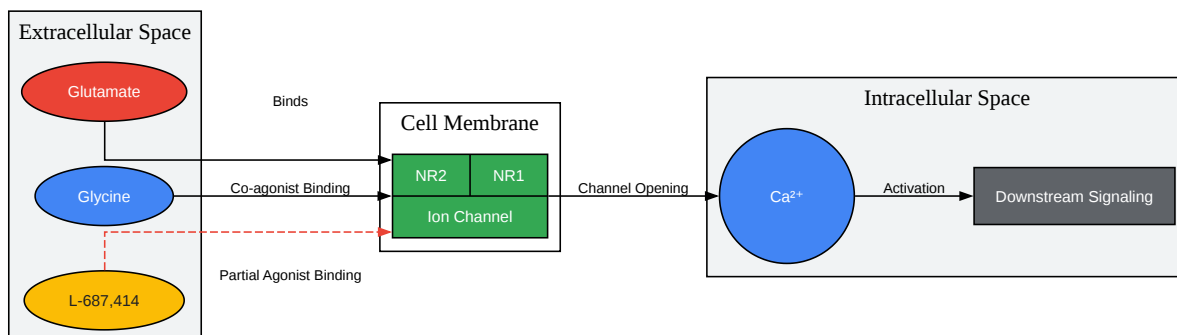 Extracellular Space
Glutamate
Binds
Glycine
Co-agonist Binding
L-687,414
Partial Agonist Binding
Cell Membrane
NR2
NR1
Ion Channel
Channel Opening
Intracellular Space
Ca²⁺
Activation
Downstream Signaling